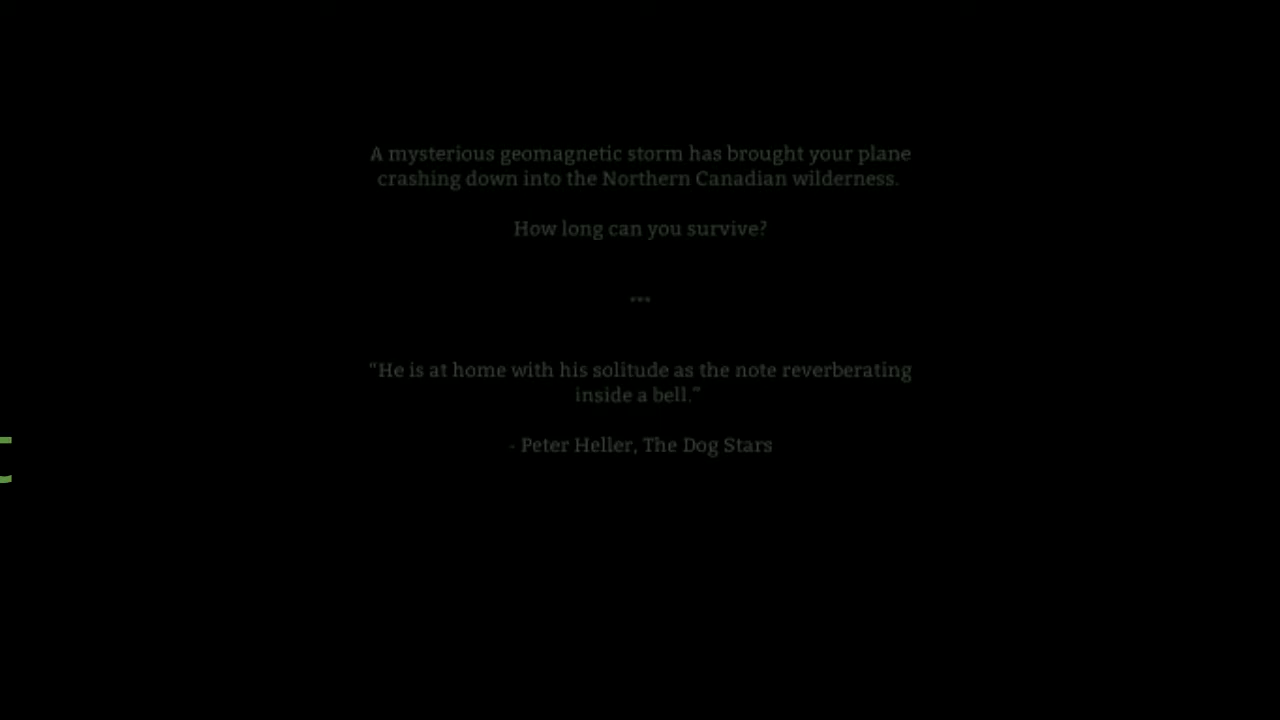 A mysterious geomagnetic storm has brought your plane
crashing down into the Northern Canadian wilderness.
How long can you survive?
***
“He is at home with his solitude as the note reverberating
inside a bell.”
- Peter Heller, The Dog Stars